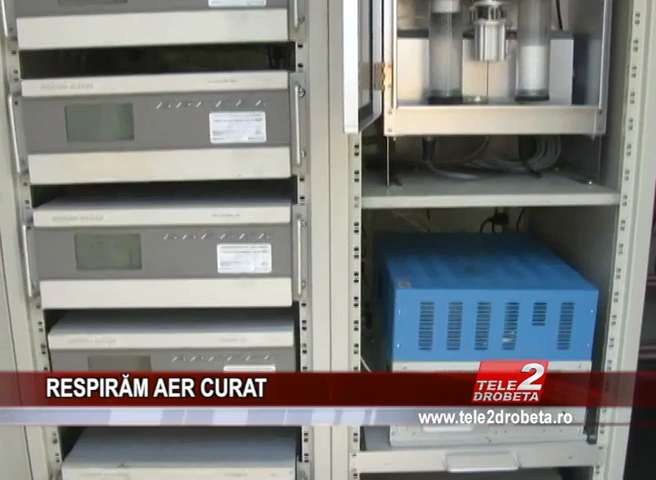 RESPIRĂM AER CURAT
TELE 2
DROBETA
www.tele2drobeta.ro